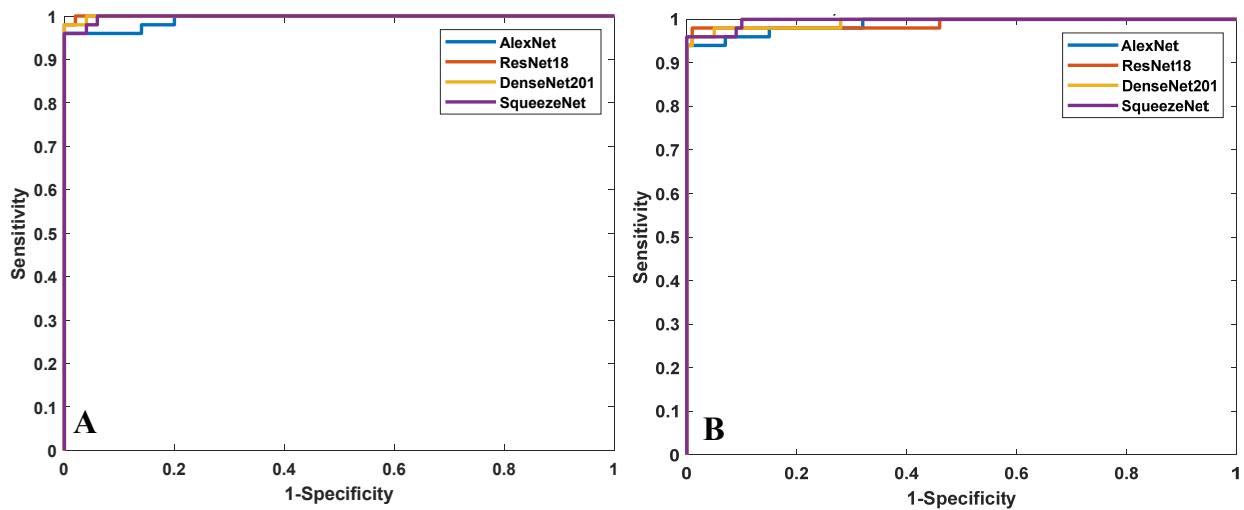 1
0.9
0.8
0.7
0.6
0.5
0.4
0.3
0.2
0.1
0
Sensitivity
AlexNet
ResNet18
DenseNet201
SqueezeNet
A
0 0.2 0.4 0.6 0.8 1
1-Specificity
1
0.9
0.8
0.7
0.6
0.5
0.4
0.3
0.2
0.1
0
Sensitivity
AlexNet
ResNet18
DenseNet201
SqueezeNet
B
0 0.2 0.4 0.6 0.8 1
1-Specificity